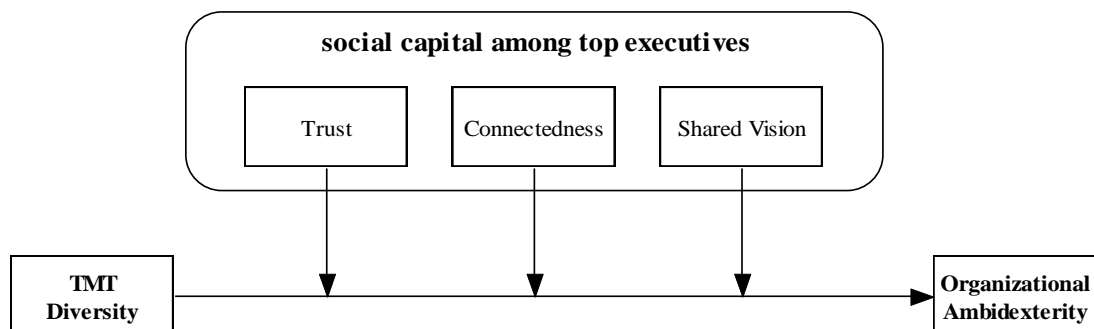 social capital among top executives
Trust
Connectedness
Shared Vision
TMT
Diversity
Organizational
Ambidexterity